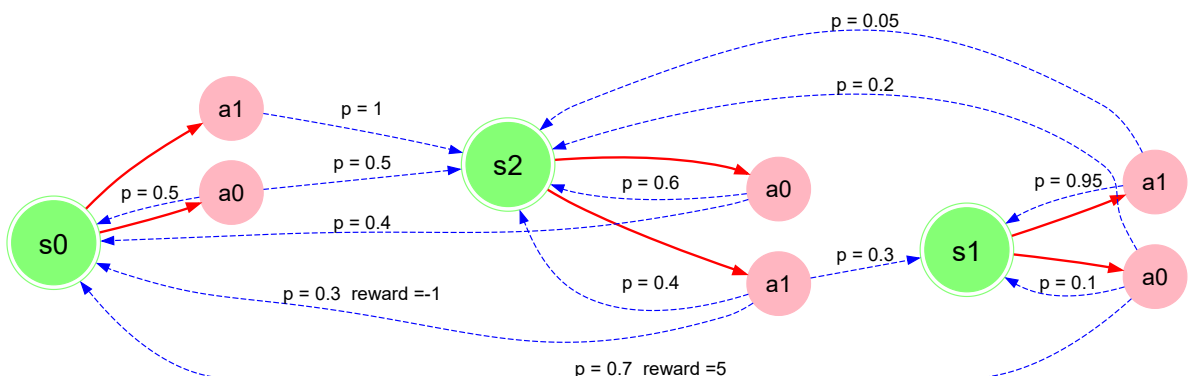 p = 0.05
p = 0.2
a1
p = 1
s2
p = 0.5
p = 0.5
a0
p = 0.6
a0
p = 0.95
a1
s0
p = 0.4
s1
p = 0.3
a1
p = 0.4
p = 0.1
a0
p = 0.3  reward =-1
p = 0.7  reward =5